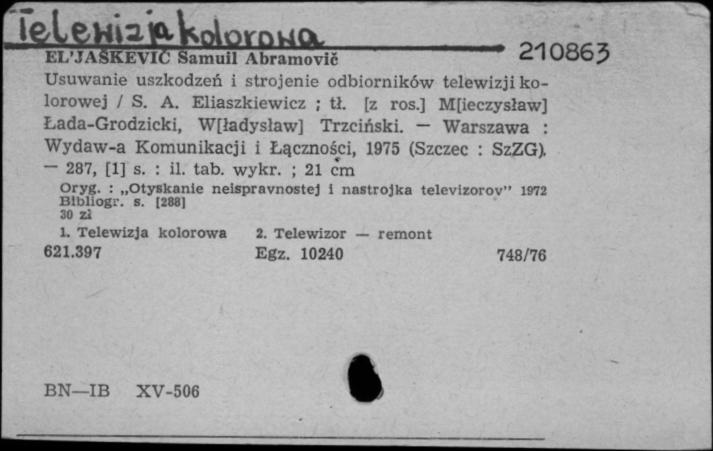 Telewizja kolorowa
210863
EL'JAŠKEVIČ Samuil Abramovič
Usuwanie uszkodzeń i strojenie odbiorników telewizji ko-
lorowej / S. A. Eliaszkiewicz ; tł. [z ros.] M[ieczysław]
Łada-Grodzicki, W[ładysław] Trzciński. — Warszawa :
Wydaw-a Komunikacji i Łączności, 1975 (Szczec : SzZG).
— 287, [1] s. : il. tab. wykr. ; 21 cm
Oryg. : „Otyskanie neispravnostej i nastrojka televizorov" 1972
Bibliogr. s. [288]
30 zł
1. Telewizja kolorowa 2. Telewizor — remont
621.397 Egz. 10240 748/76
BN—IB XV-506